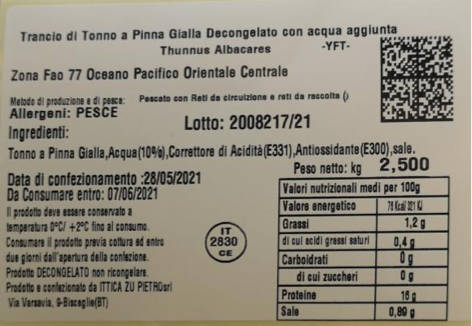 Trancio di Tonno a Pinna Gialla Decongelato con acqua aggiunta
Thunnus Albacares -YFT-
Zona Fao 77 Oceano Pacifico Orientale Centrale
Metodo di produzione e di pesca: Pescato con Reti da circuizione e reti da raccolta ()
Allergeni: PESCE
Lotto: 2008217/21
Ingredienti:
Tonno a Pinna Gialla,Acqua(10%),Correttore di Acidità(E331),Antiossidante(E300),sale.
Peso netto: kg 2,500
Data di confezionamento :28/05/2021
Da Consumare entro: 07/06/2021
Il prodotto deve essere conservato a
temperatura 0°C/ +2°C fino al consumo.
Consumare il prodotto previa cottura ed entro
due giorni dall'apertura della confezione.
Prodotto DECONGELATO non ricongelare.
Prodotto e confezionato da ITTICA ZU PIETROsrl
Via Varsavia, 9-Bisceglie(BT)
IT
2830
CE
Valori nutrizionali medi per 100g
Valore energetico 76 Kcal 321 KJ
Grassi 1,2 g
di cui acidi grassi saturi 0,4 g
Carboidrati 0 g
di cui zuccheri 0 g
Proteine 16 g
Sale 0,89 g